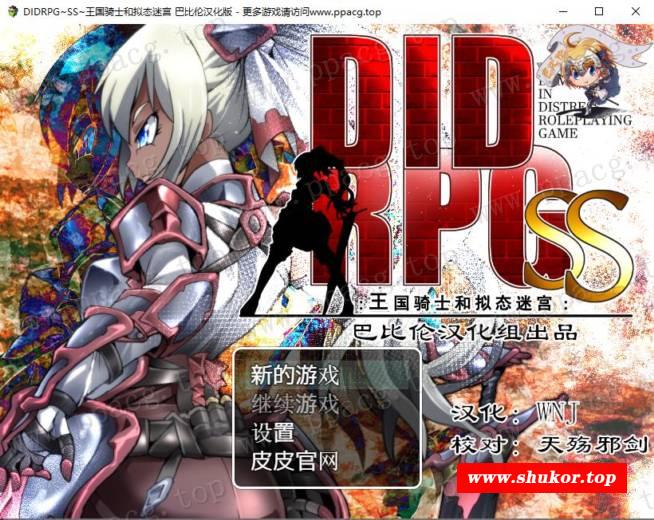 DIDRPG~SS~王国骑士和拟态迷宫 巴比伦汉化版 - 更多游戏请访问www.ppacg.top
DID
IN
DISTRE
ROLEPLAYING
GAME
RPG
SS
:王国骑士和拟态迷宫:
巴比伦汉化组出品
新的游戏
继续游戏
设置
皮皮官网
汉化：WNJ
校对：天殇邪剑
www.shukor.top